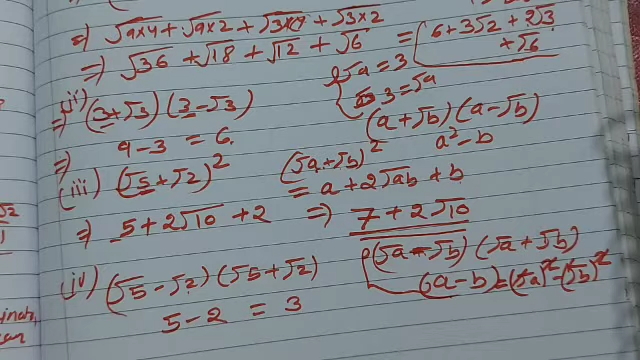 ⇒ √9×4 + √9×2 + √3×4 + √3×2
⇒ √36 + √18 + √12 + √6 = 6 + 3√2 + 2√3 + √6
√a = 3
3 = √a
(ii)
⇒ (3+√3) (3-√3)
(a + √b) (a - √b)
a² - b
⇒ 9 - 3 = 6.
(iii) (√5 + √2)²
(√a + √b)²
= a + 2√ab + b
⇒ 5 + 2√10 + 2 ⇒ 7 + 2√10
(√a - √b) (√a + √b)
(a - b) = (√a)² - (√b)²
(iv) (√5 - √2) (√5 + √2)
5 - 2 = 3
√2
1